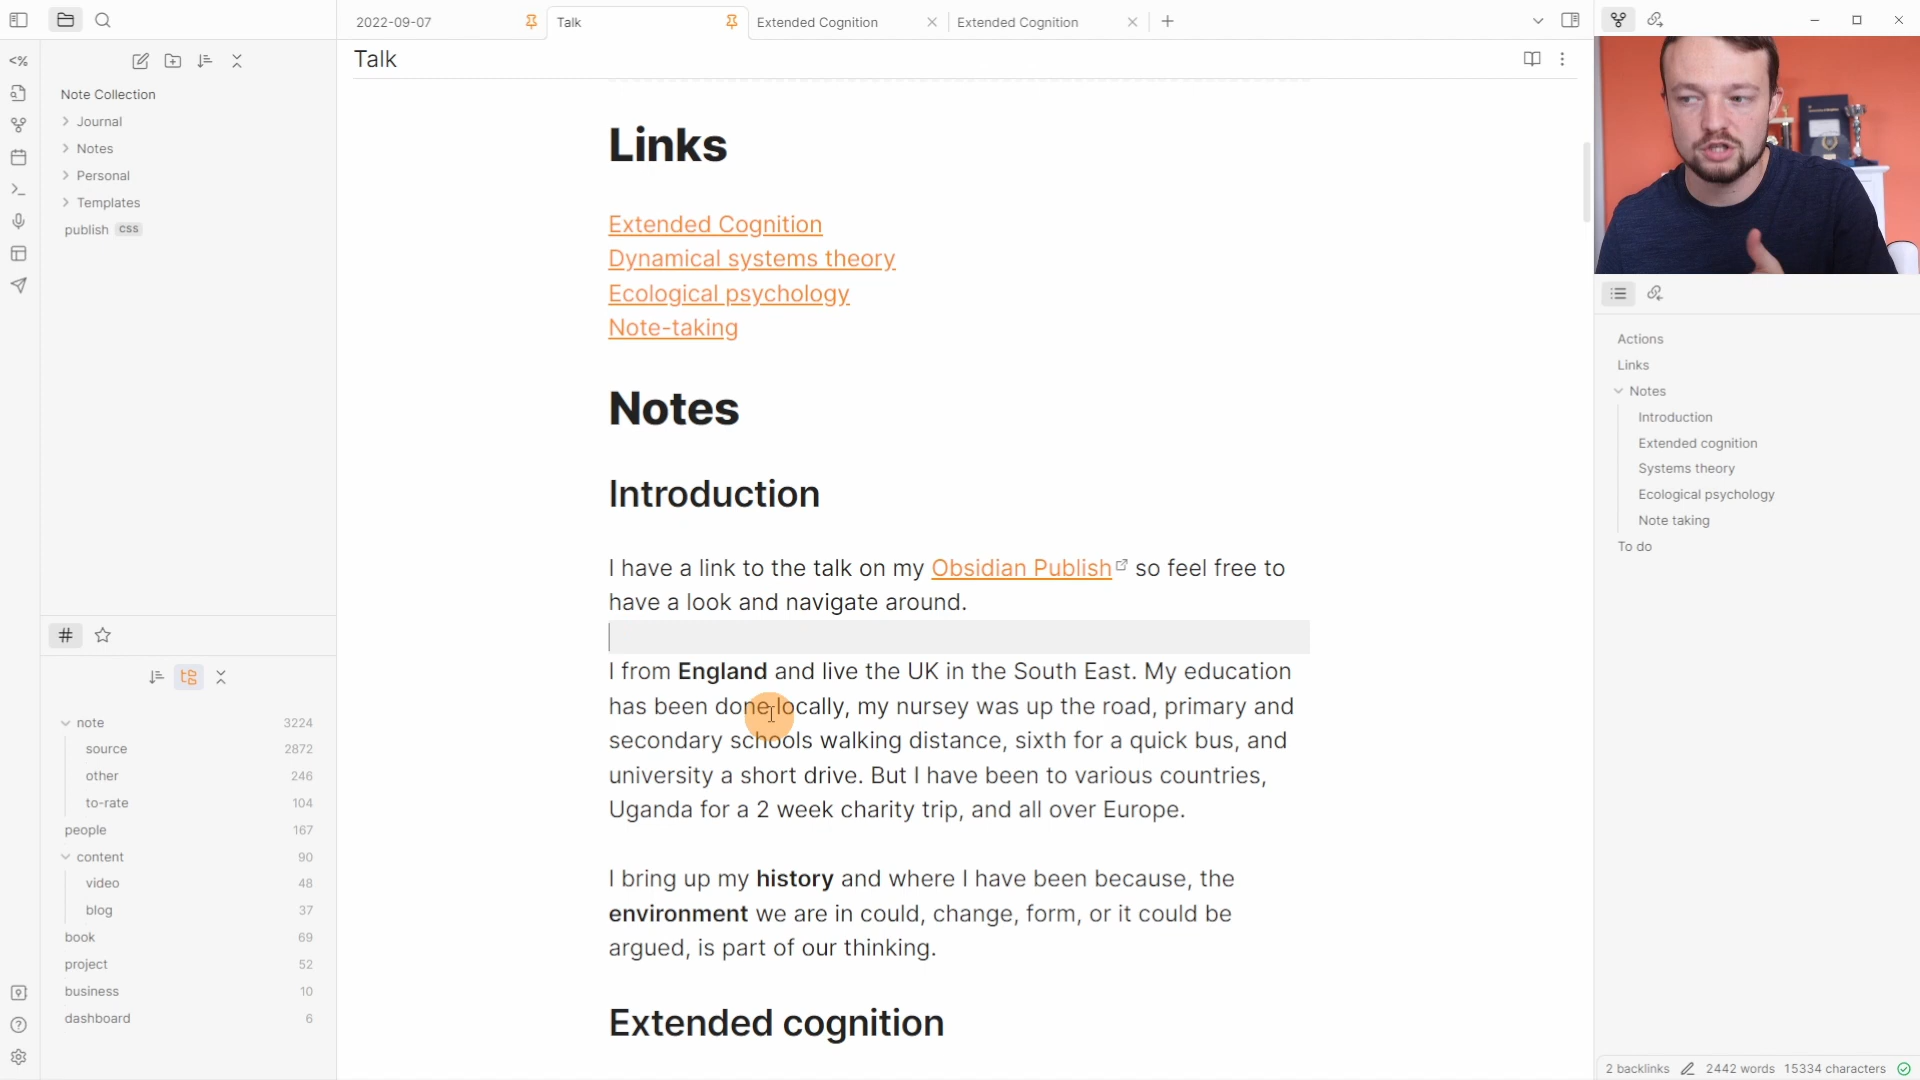 2022-09-07
Talk
Extended Cognition
Extended Cognition
Talk
<%
Note Collection
Journal
Notes
Personal
Templates
publish CSS
note 3224
source 2872
other 246
to-rate 104
people 167
content 90
video 48
blog 37
book 69
project 52
business 10
dashboard 6
Links
Extended Cognition
Dynamical systems theory
Ecological psychology
Note-taking
Notes
Introduction
I have a link to the talk on my Obsidian Publish so feel free to
have a look and navigate around.
I from England and live the UK in the South East. My education
has been done locally, my nursey was up the road, primary and
secondary schools walking distance, sixth for a quick bus, and
university a short drive. But I have been to various countries,
Uganda for a 2 week charity trip, and all over Europe.
I bring up my history and where I have been because, the
environment we are in could, change, form, or it could be
argued, is part of our thinking.
Extended cognition
Actions
Links
Notes
Introduction
Extended cognition
Systems theory
Ecological psychology
Note taking
To do
2 backlinks 2442 words 15334 characters